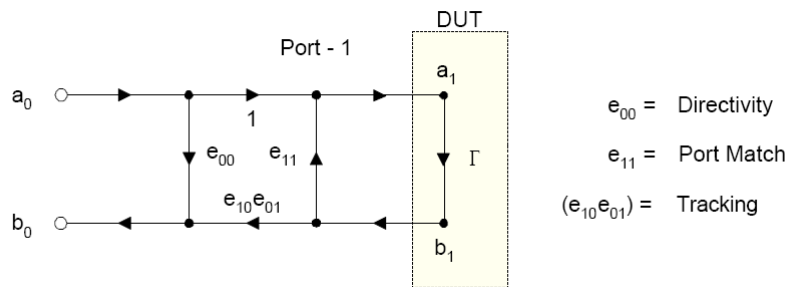 DUT
Port - 1
a₀
a₁
1
e₀₀
e₁₁
Γ
e₁₀e₀₁
b₀
b₁
e₀₀ = Directivity
e₁₁ = Port Match
(e₁₀e₀₁) = Tracking